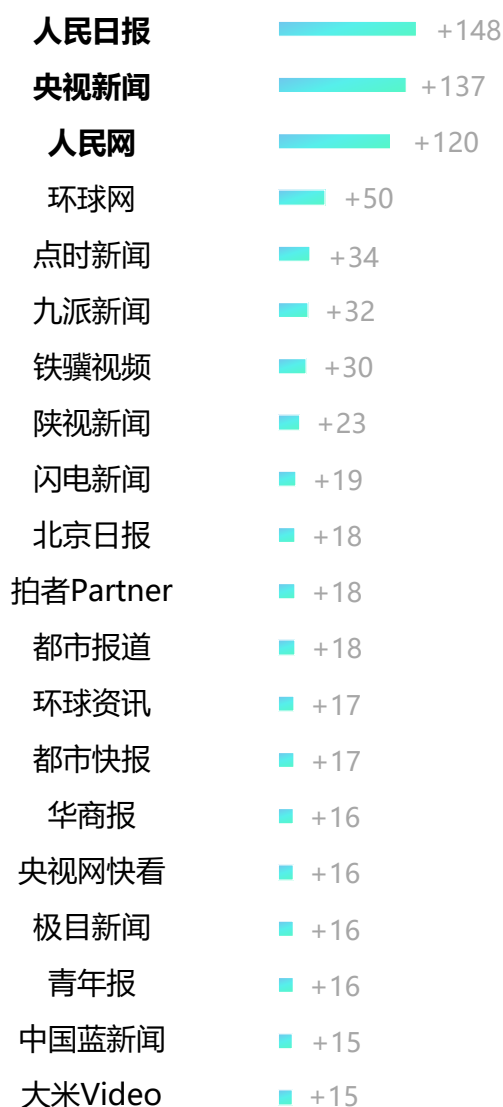 人民日报 +148
央视新闻 +137
人民网 +120
环球网 +50
点时新闻 +34
九派新闻 +32
铁骥视频 +30
陕视新闻 +23
闪电新闻 +19
北京日报 +18
拍者Partner +18
都市报道 +18
环球资讯 +17
都市快报 +17
华商报 +16
央视网快看 +16
极目新闻 +16
青年报 +16
中国蓝新闻 +15
大米Video +15